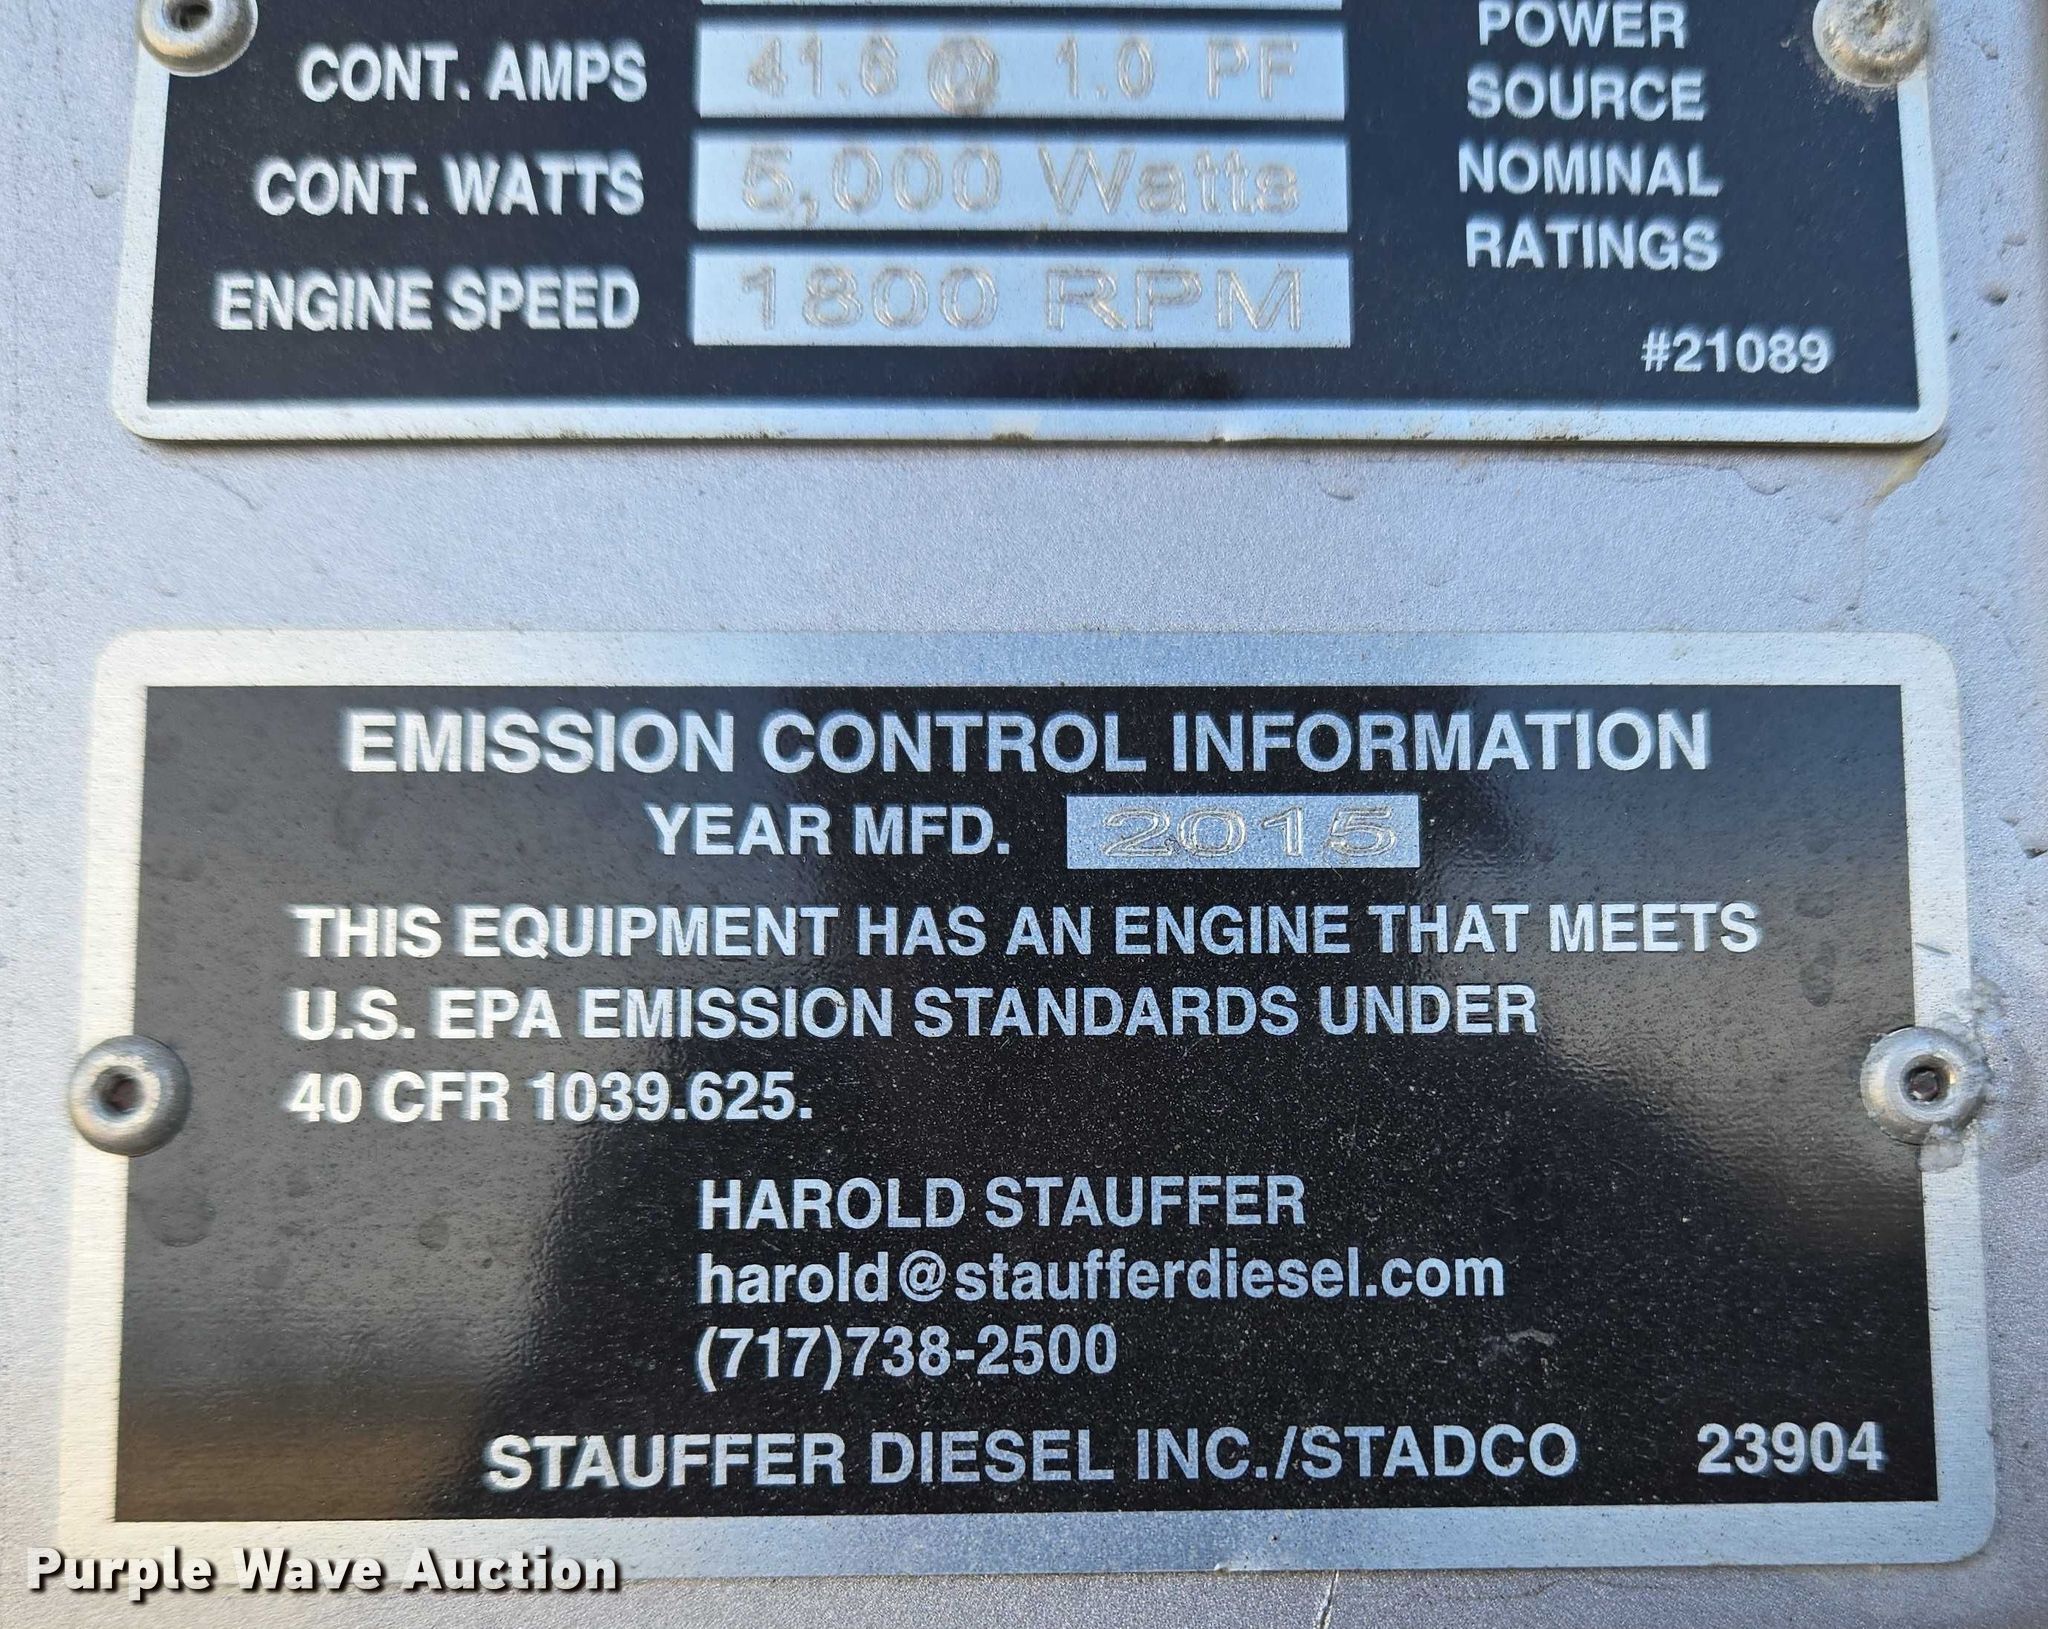 CONT. AMPS 41.6 @ 1.0 PF
CONT. WATTS 5,000 Watts
ENGINE SPEED 1800 RPM
POWER
SOURCE
NOMINAL
RATINGS
#21089
EMISSION CONTROL INFORMATION
YEAR MFD. 2015
THIS EQUIPMENT HAS AN ENGINE THAT MEETS
U.S. EPA EMISSION STANDARDS UNDER
40 CFR 1039.625.
HAROLD STAUFFER
harold@staufferdiesel.com
(717)738-2500
STAUFFER DIESEL INC./STADCO 23904
Purple Wave Auction